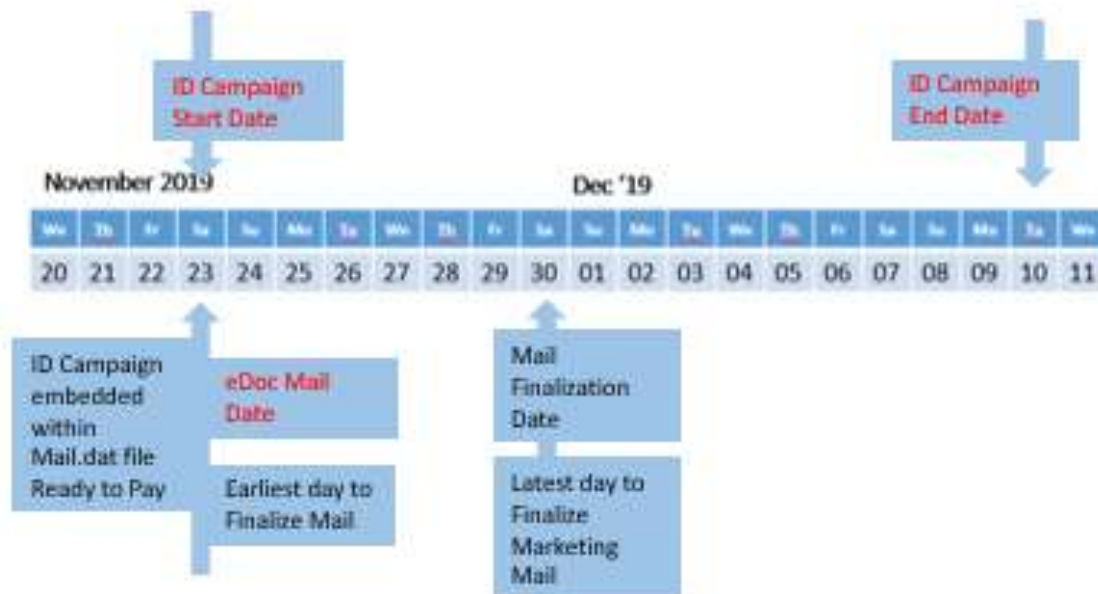 ID Campaign
Start Date
ID Campaign
End Date
November 2019
Dec '19
We Th Fr Sa Su Mo Tu We Th Fr Sa Su Mo Tu We Th Fr Sa Su Mo Tu We
20 21 22 23 24 25 26 27 28 29 30 01 02 03 04 05 06 07 08 09 10 11
ID Campaign
embedded
within
Mail.dat file
Ready to Pay
eDoc Mail
Date
Earliest day to
Finalize Mail
Mail
Finalization
Date
Latest day to
Finalize
Marketing
Mail